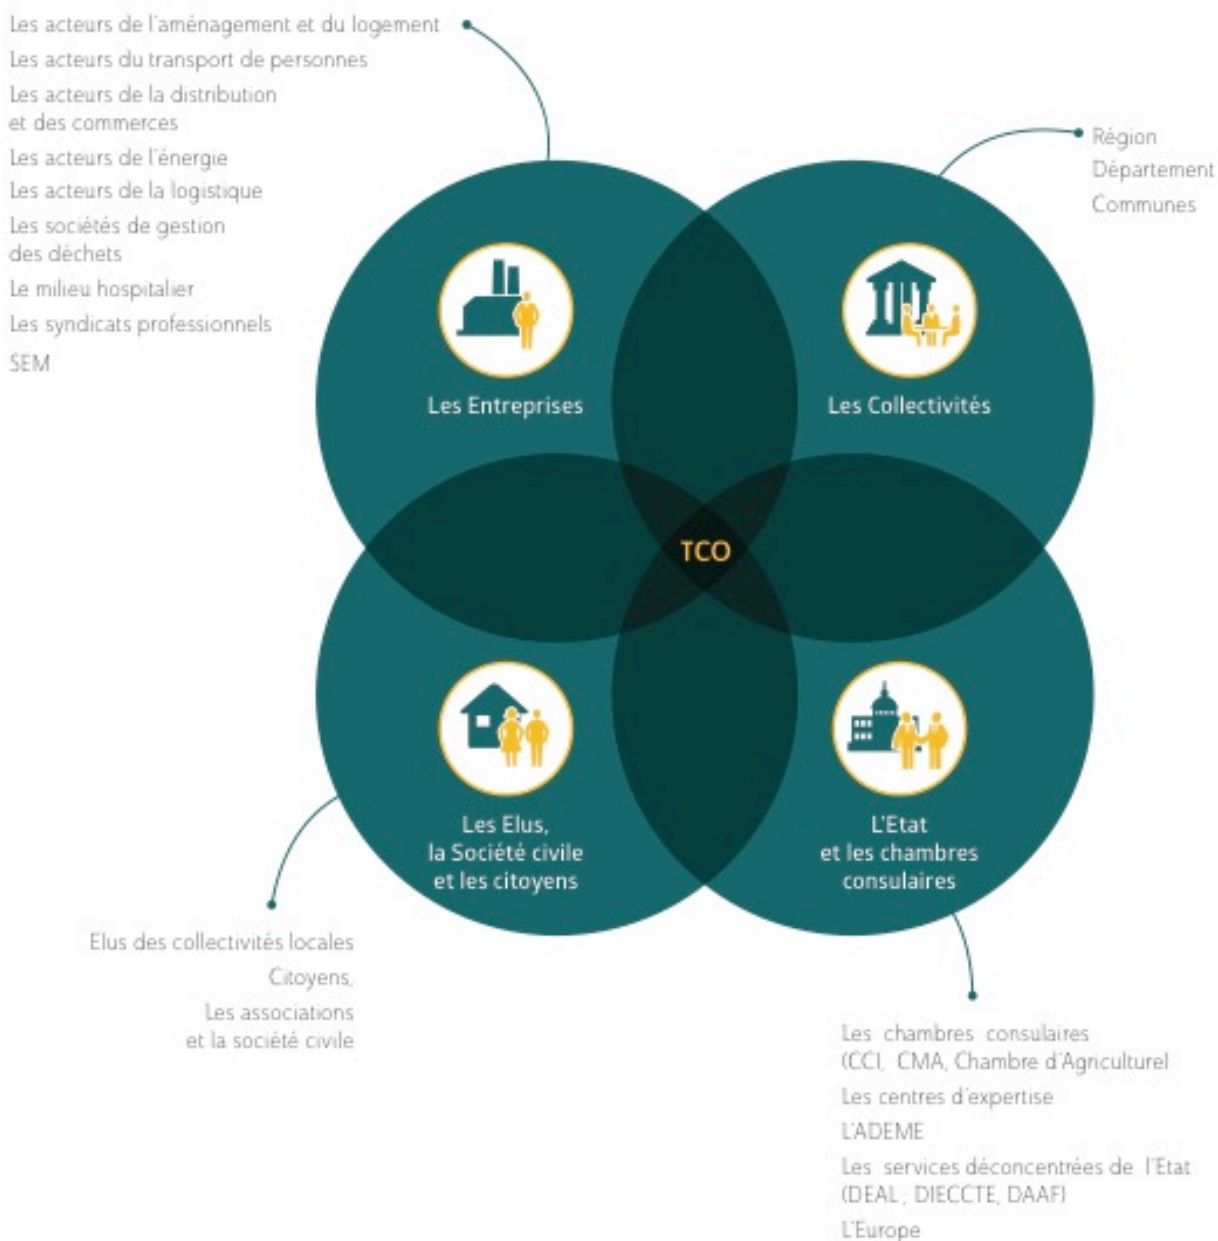 Les acteurs de l'aménagement et du logement
Les acteurs du transport de personnes
Les acteurs de la distribution
et des commerces
Les acteurs de l'énergie
Les acteurs de la logistique
Les sociétés de gestion
des déchets
Le milieu hospitalier
Les syndicats professionnels
SEM
Région
Département
Communes
Les Entreprises
Les Collectivités
TCO
Les Elus,
la Société civile
et les citoyens
L'Etat
et les chambres
consulaires
Elus des collectivités locales
Citoyens,
Les associations
et la société civile
Les chambres consulaires
(CCI, CMA, Chambre d'Agriculture)
Les centres d'expertise
L'ADEME
Les services déconcentrées de l'Etat
(DEAL ; DIECCTE, DAAF)
L'Europe